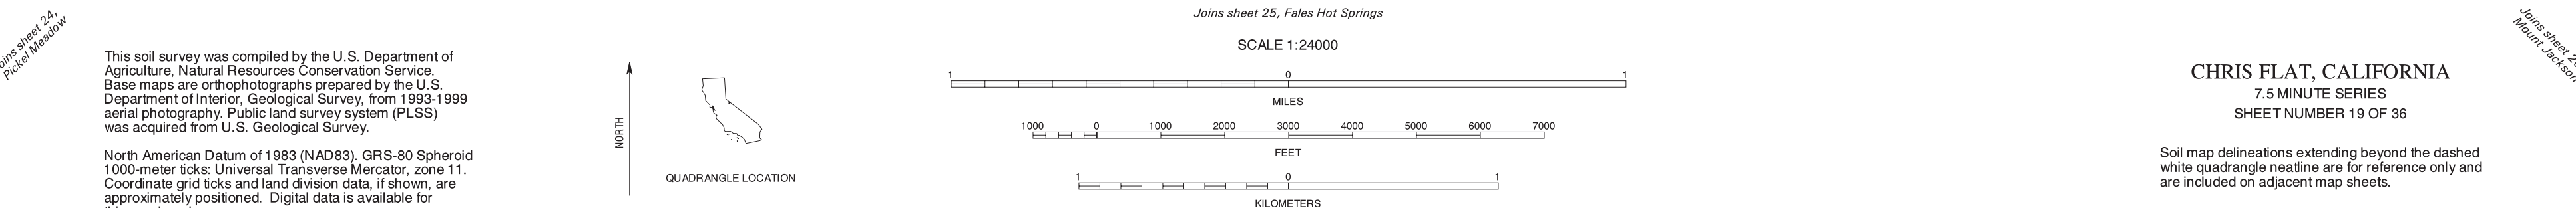 Joins sheet 24,
Pickel Meadow
This soil survey was compiled by the U.S. Department of
Agriculture, Natural Resources Conservation Service.
Base maps are orthophotographs prepared by the U.S.
Department of Interior, Geological Survey, from 1993-1999
aerial photography. Public land survey system (PLSS)
was acquired from U.S. Geological Survey.
North American Datum of 1983 (NAD83). GRS-80 Spheroid
1000-meter ticks: Universal Transverse Mercator, zone 11.
Coordinate grid ticks and land division data, if shown, are
approximately positioned. Digital data is available for
NORTH
QUADRANGLE LOCATION
Joins sheet 25, Fales Hot Springs
SCALE 1:24000
1 0 1
MILES
1000 0 1000 2000 3000 4000 5000 6000 7000
FEET
1 0 1
KILOMETERS
Joins sheet
Mount Jackson
CHRIS FLAT, CALIFORNIA
7.5 MINUTE SERIES
SHEET NUMBER 19 OF 36
Soil map delineations extending beyond the dashed
white quadrangle neatline are for reference only and
are included on adjacent map sheets.